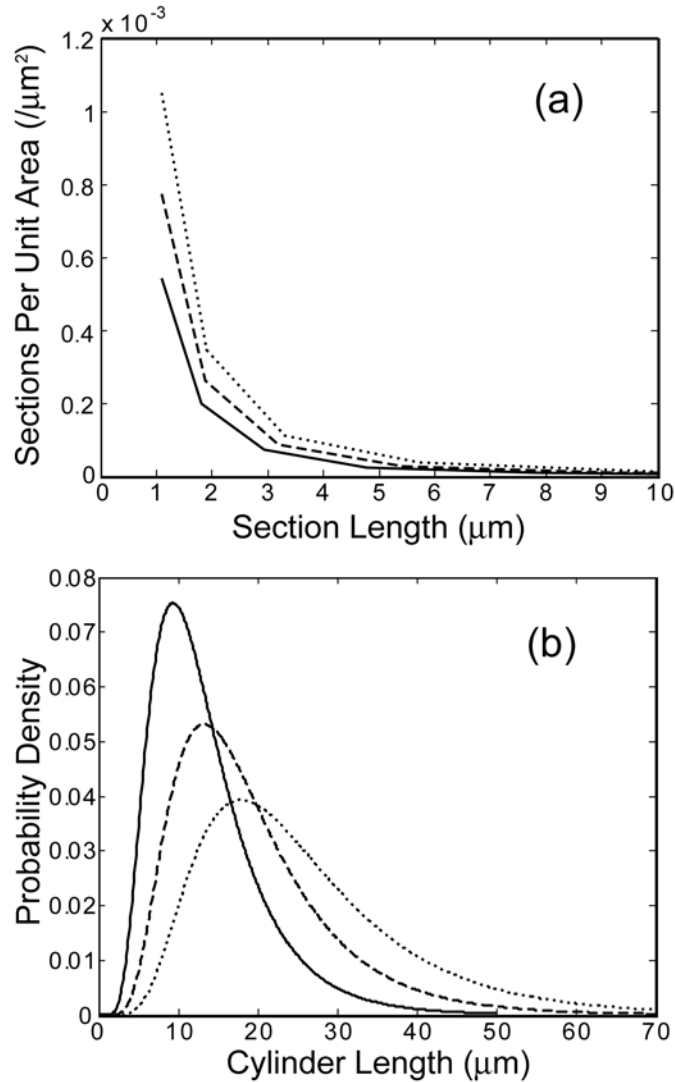 x 10⁻³
1.2
1
0.8
0.6
0.4
0.2
0
Sections Per Unit Area (/μm²)
(a)
0 1 2 3 4 5 6 7 8 9 10
Section Length (μm)
0.08
0.07
0.06
0.05
0.04
0.03
0.02
0.01
0
Probability Density
(b)
0 10 20 30 40 50 60 70
Cylinder Length (μm)